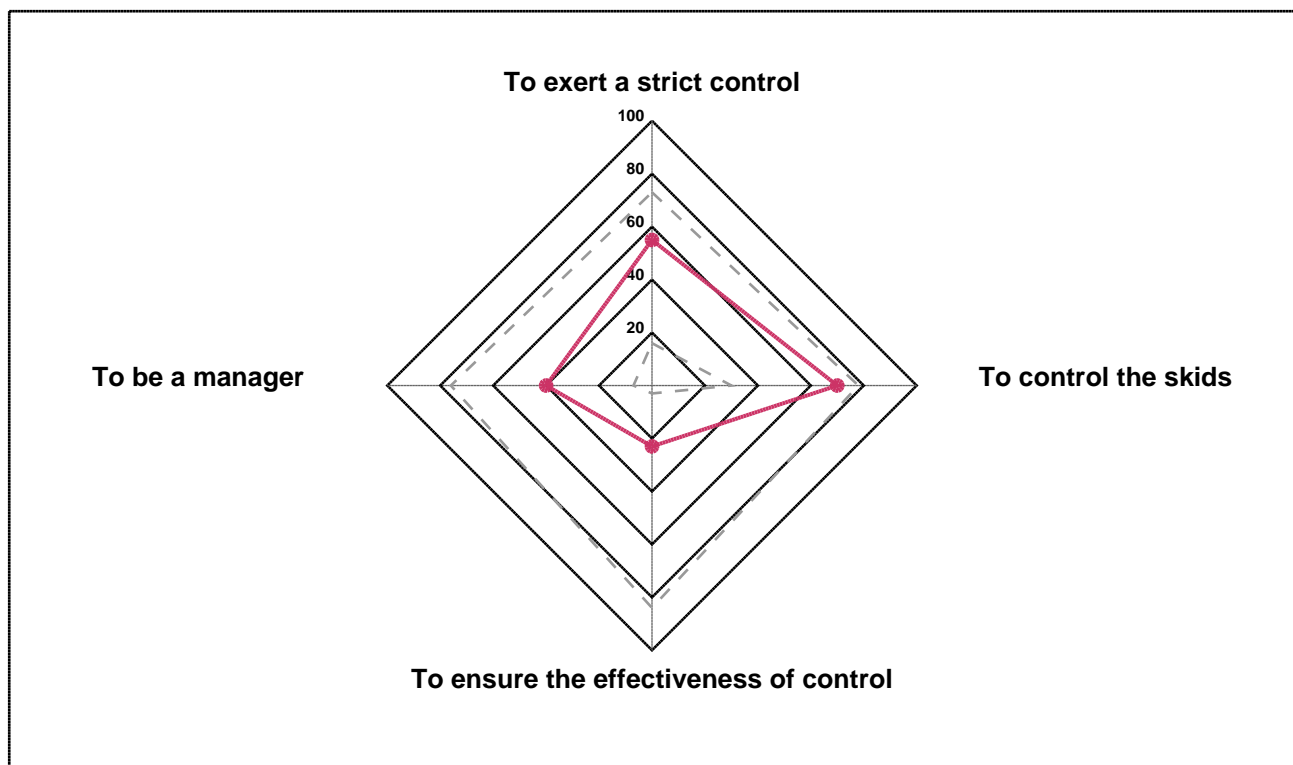 To exert a strict control
100
80
60
40
20
To be a manager
To control the skids
To ensure the effectiveness of control